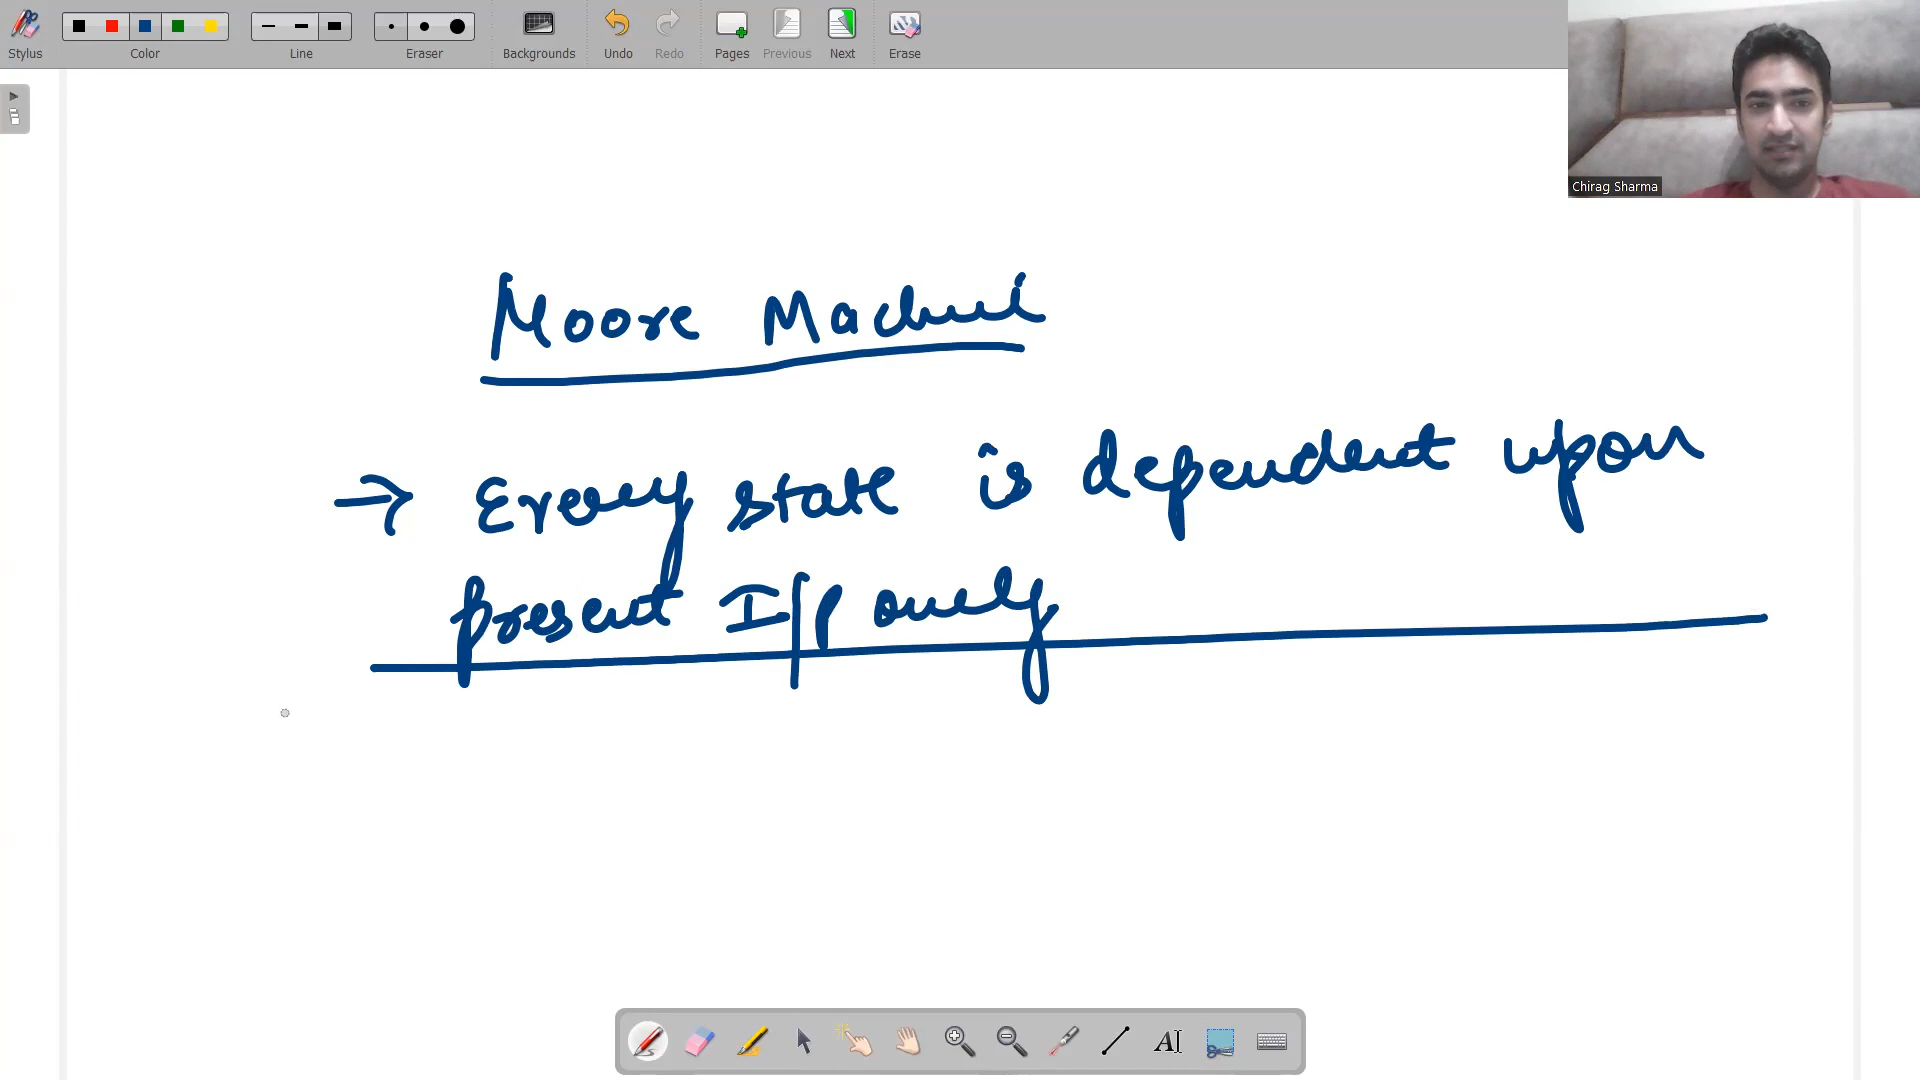 Stylus
Color
Line
Eraser
Backgrounds
Undo
Redo
Pages
Previous
Next
Erase
Chirag Sharma
Moore Machine
→ Every state is dependent upon
present I/P only